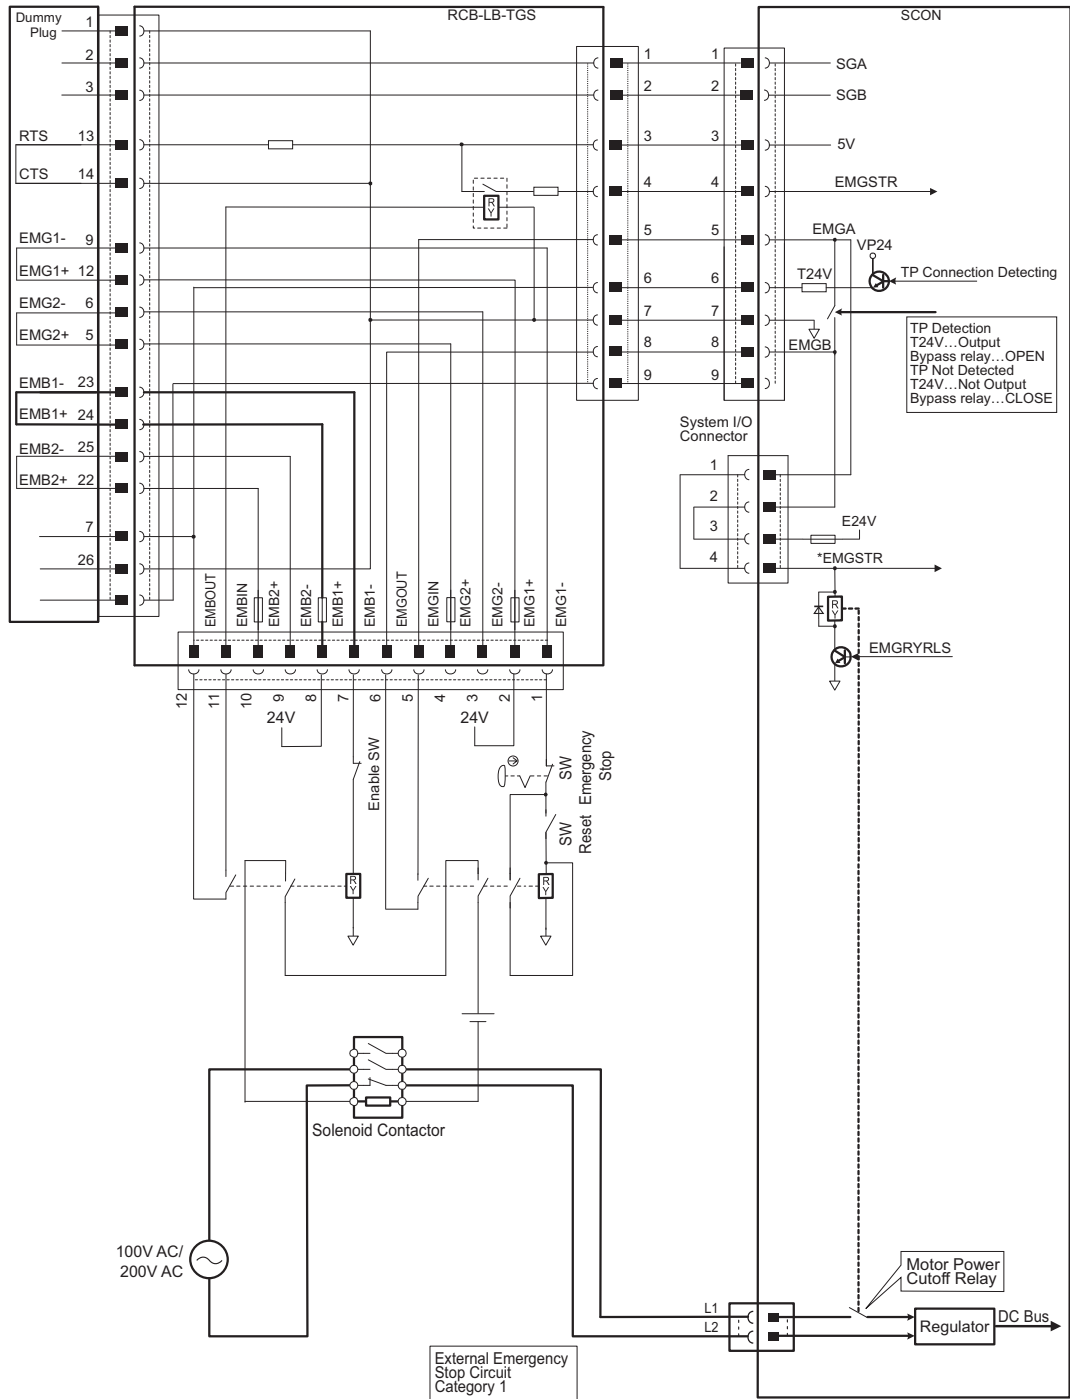 Dummy
Plug
1
2
3
RTS 13
CTS 14
EMG1- 9
EMG1+ 12
EMG2- 6
EMG2+ 5
EMB1- 23
EMB1+ 24
EMB2- 25
EMB2+ 22
7
26
RCB-LB-TGS
RY
1
2
3
4
5
6
7
8
9
1
2
3
4
5
6
7
8
9
SCON
SGA
SGB
5V
EMGSTR
EMGA
VP24
T24V
TP Connection Detecting
EMGB
TP Detection
T24V…Output
Bypass relay…OPEN
TP Not Detected
T24V…Not Output
Bypass relay…CLOSE
System I/O
Connector
1
2
3
4
E24V
*EMGSTR
RY
EMGRYRLS
EMBOUT
EMBIN
EMB2+
EMB2-
EMB1+
EMB1-
EMGOUT
EMGIN
EMG2+
EMG2-
EMG1+
EMG1-
12
11
10
9
8
7
6
5
4
3
2
1
24V
24V
Enable SW
Emergency Stop
SW
Reset
SW
RY
RY
Solenoid Contactor
100V AC/
200V AC
L1
L2
Motor Power
Cutoff Relay
Regulator
DC Bus
External Emergency
Stop Circuit
Category 1